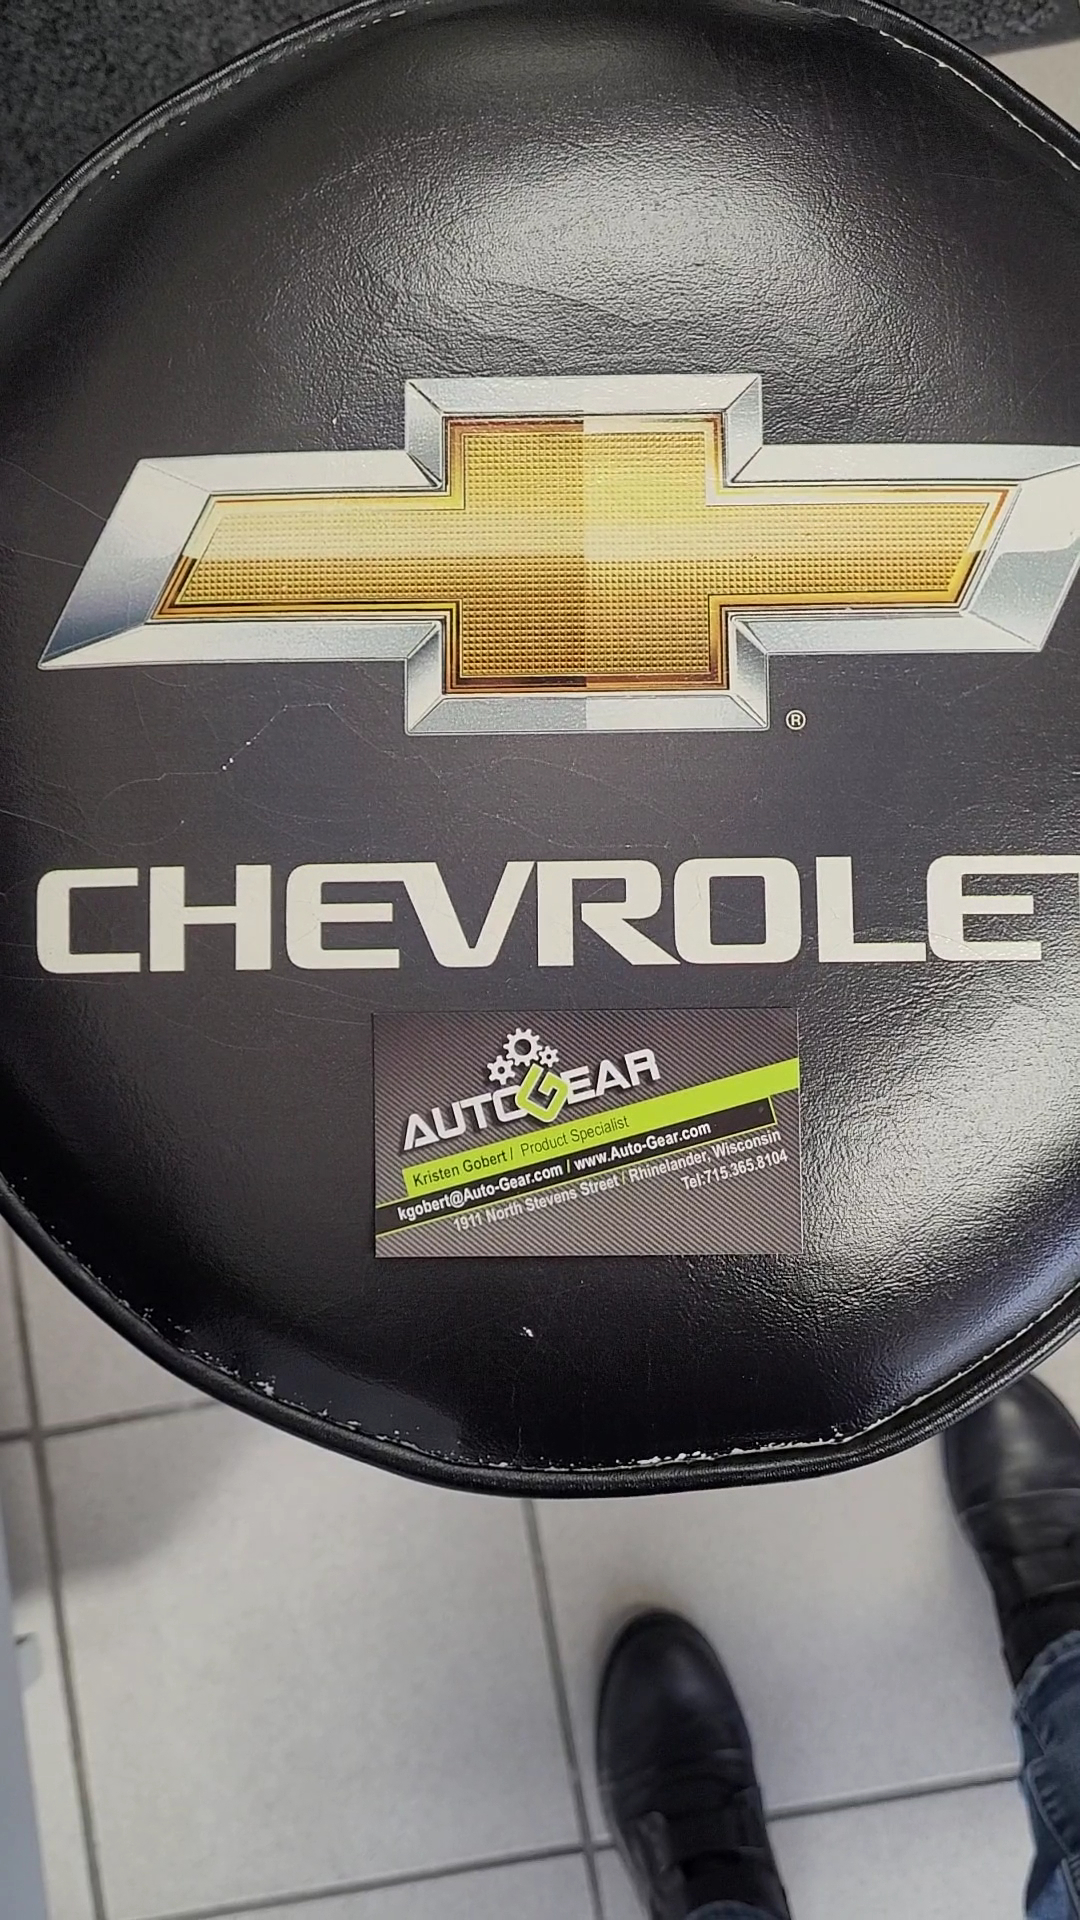 ®
CHEVROLE
AUTOGEAR
Kristen Gobert / Product Specialist
kgobert@Auto-Gear.com / www.Auto-Gear.com
1911 North Stevens Street / Rhinelander, Wisconsin
Tel:715.365.8104